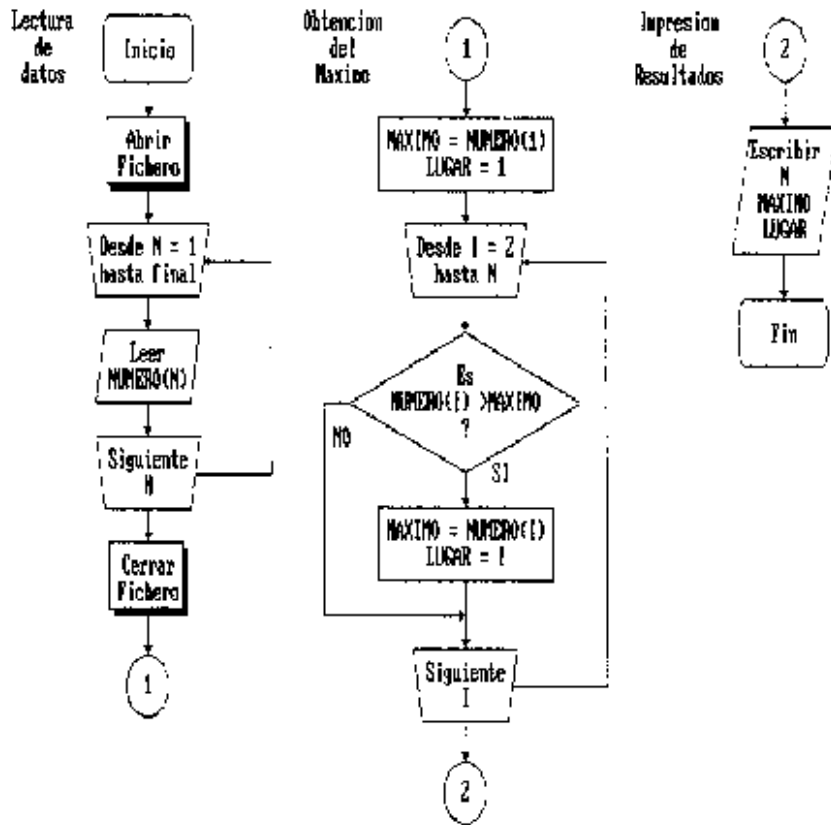 Lectura
de
datos
Inicio
Abrir
Fichero
Desde N = 1
hasta final
Leer
NUMERO(N)
Siguiente
N
Cerrar
Fichero
1
Obtencion
del
Maximo
1
MAXIMO = NUMERO(1)
LUGAR = 1
Desde I = 2
hasta N
Es
NUMERO(I) >MAXIMO
?
NO
SI
MAXIMO = NUMERO(I)
LUGAR = I
Siguiente
I
2
Impresion
de
Resultados
2
Escribir
N
MAXIMO
LUGAR
Fin